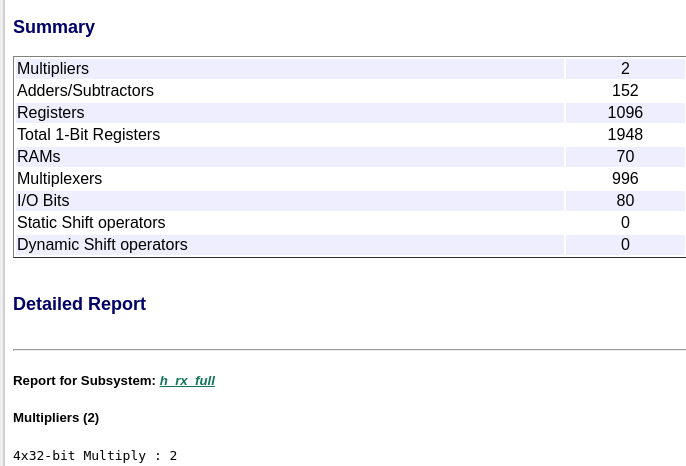 Summary
Multipliers 2
Adders/Subtractors 152
Registers 1096
Total 1-Bit Registers 1948
RAMs 70
Multiplexers 996
I/O Bits 80
Static Shift operators 0
Dynamic Shift operators 0
Detailed Report
Report for Subsystem: h_rx_full
Multipliers (2)
4x32-bit Multiply : 2